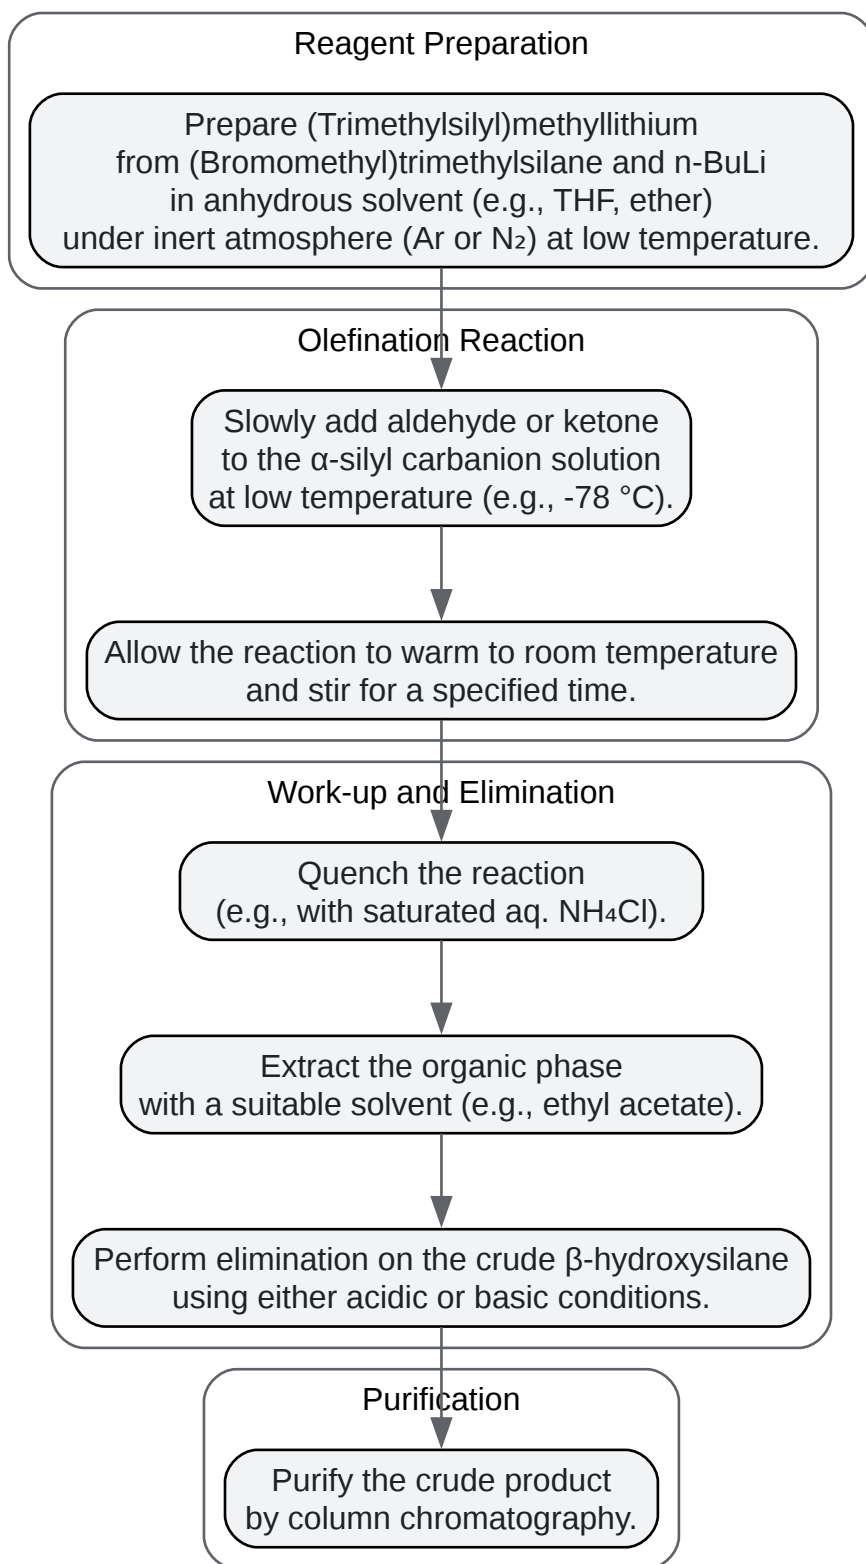 Reagent Preparation
Prepare (Trimethylsilyl)methyllithium
from (Bromomethyl)trimethylsilane and n-BuLi
in anhydrous solvent (e.g., THF, ether)
under inert atmosphere (Ar or N₂) at low temperature.
Olefination Reaction
Slowly add aldehyde or ketone
to the α-silyl carbanion solution
at low temperature (e.g., -78 °C).
Allow the reaction to warm to room temperature
and stir for a specified time.
Work-up and Elimination
Quench the reaction
(e.g., with saturated aq. NH₄Cl).
Extract the organic phase
with a suitable solvent (e.g., ethyl acetate).
Perform elimination on the crude β-hydroxysilane
using either acidic or basic conditions.
Purification
Purify the crude product
by column chromatography.